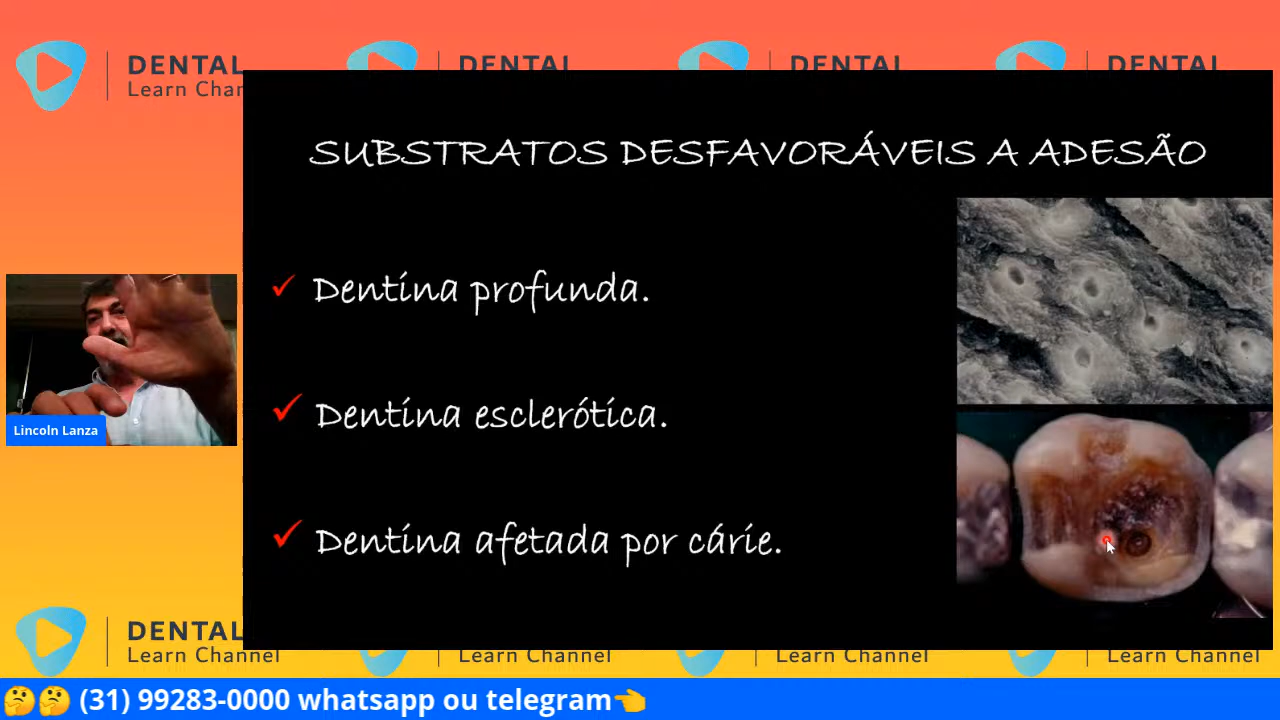 DENTAL DENTAL DENTAL DENTAL
Learn Chan
SUBSTRATOS DESFAVORÁVEIS A ADESÃO
✓ Dentina profunda.
✓ Dentina esclerótica.
✓ Dentina afetada por cárie.
Lincoln Lanza
DENTAL
Learn Channel Learn Channel Learn Channel Learn Channel
🤔🤔 (31) 99283-0000 whatsapp ou telegram👈